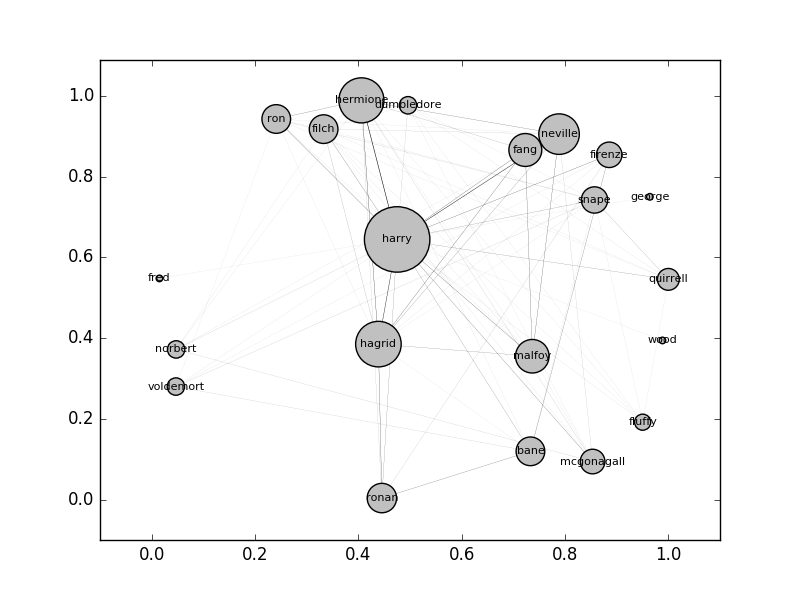 1.0
0.8
0.6
0.4
0.2
0.0
hermione
dumbledore
ron
filch
neville
fang
firenze
snape
george
harry
fred
quirrell
norbert
hagrid
wood
malfoy
voldemort
fluffy
bane
mcgonagall
ronan
0.0 0.2 0.4 0.6 0.8 1.0